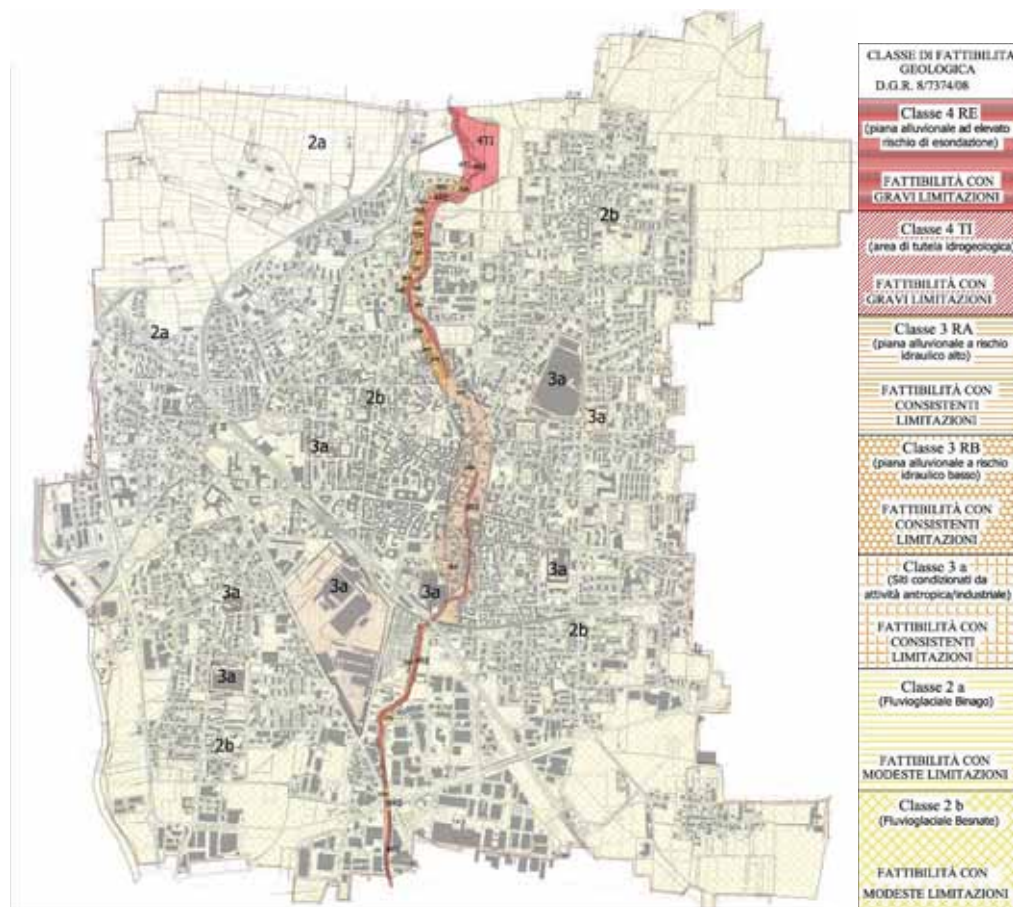 2a
4TI
2b
2a
3a
2b
3a
3a
3a
3a
3a
3a
2b
3a
2b
CLASSE DI FATTIBILITA
GEOLOGICA
D.G.R. 8/7374/08
Classe 4 RE
(piana alluvionale ad elevato
rischio di esondazione)
FATTIBILITÀ CON
GRAVI LIMITAZIONI
Classe 4 TI
(area di tutela idrogeologica)
FATTIBILITÀ CON
GRAVI LIMITAZIONI
Classe 3 RA
(piana alluvionale a rischio
idraulico alto)
FATTIBILITÀ CON
CONSISTENTI
LIMITAZIONI
Classe 3 RB
(piana alluvionale a rischio
idraulico basso)
FATTIBILITÀ CON
CONSISTENTI
LIMITAZIONI
Classe 3 a
(Siti condizionati da
attività antropica/industriale)
FATTIBILITÀ CON
CONSISTENTI
LIMITAZIONI
Classe 2 a
(Fluvioglaciale Binago)
FATTIBILITÀ CON
MODESTE LIMITAZIONI
Classe 2 b
(Fluvioglaciale Besnate)
FATTIBILITÀ CON
MODESTE LIMITAZIONI